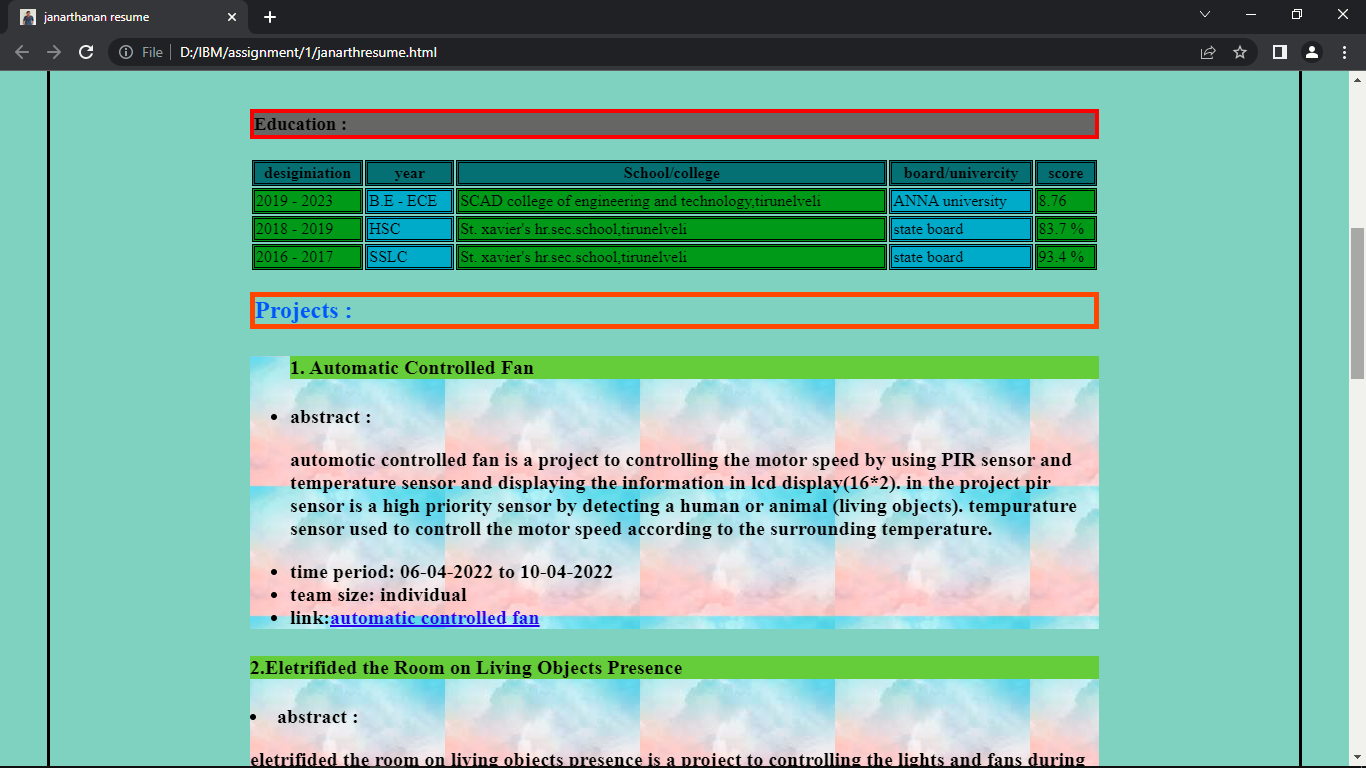 janarthanan resume
File D:/IBM/assignment/1/janarthresume.html
Education :
desiginiation year School/college board/univercity score
2019 - 2023 B.E - ECE SCAD college of engineering and technology,tirunelveli ANNA university 8.76
2018 - 2019 HSC St. xavier's hr.sec.school,tirunelveli state board 83.7 %
2016 - 2017 SSLC St. xavier's hr.sec.school,tirunelveli state board 93.4 %
Projects :
1. Automatic Controlled Fan
• abstract :
automotic controlled fan is a project to controlling the motor speed by using PIR sensor and
temperature sensor and displaying the information in lcd display(16*2). in the project pir
sensor is a high priority sensor by detecting a human or animal (living objects). tempurature
sensor used to controll the motor speed according to the surrounding temperature.
• time period: 06-04-2022 to 10-04-2022
• team size: individual
• link:automatic controlled fan
2.Eletrifided the Room on Living Objects Presence
• abstract :
eletrifided the room on living objects presence is a project to controlling the lights and fans during